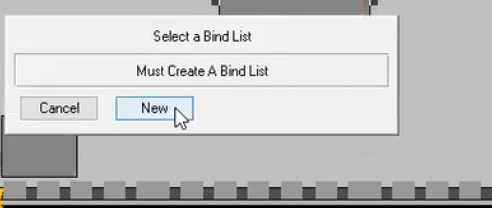 Select a Bind List
Must Create A Bind List
Cancel
New